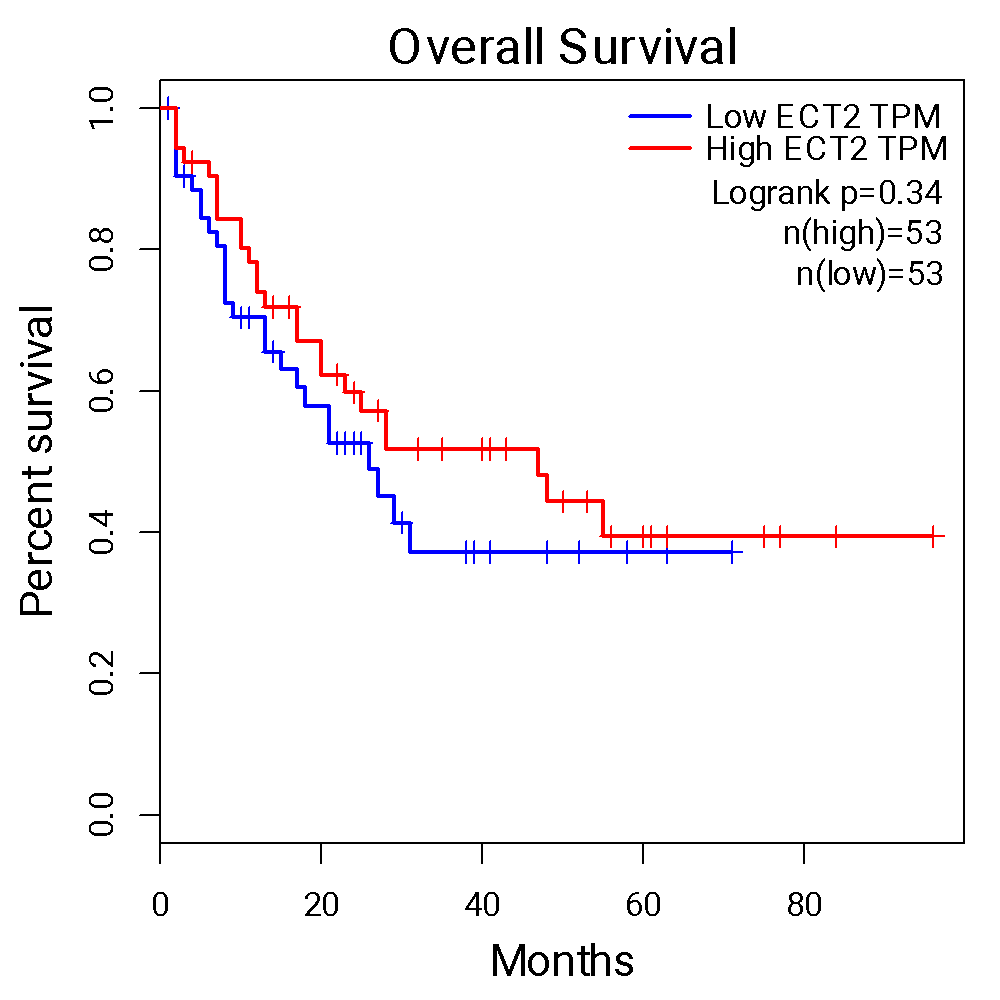 Overall Survival
Low ECT2 TPM
High ECT2 TPM
Logrank p=0.34
n(high)=53
n(low)=53
Percent survival
1.0
0.8
0.6
0.4
0.2
0.0
0 20 40 60 80
Months